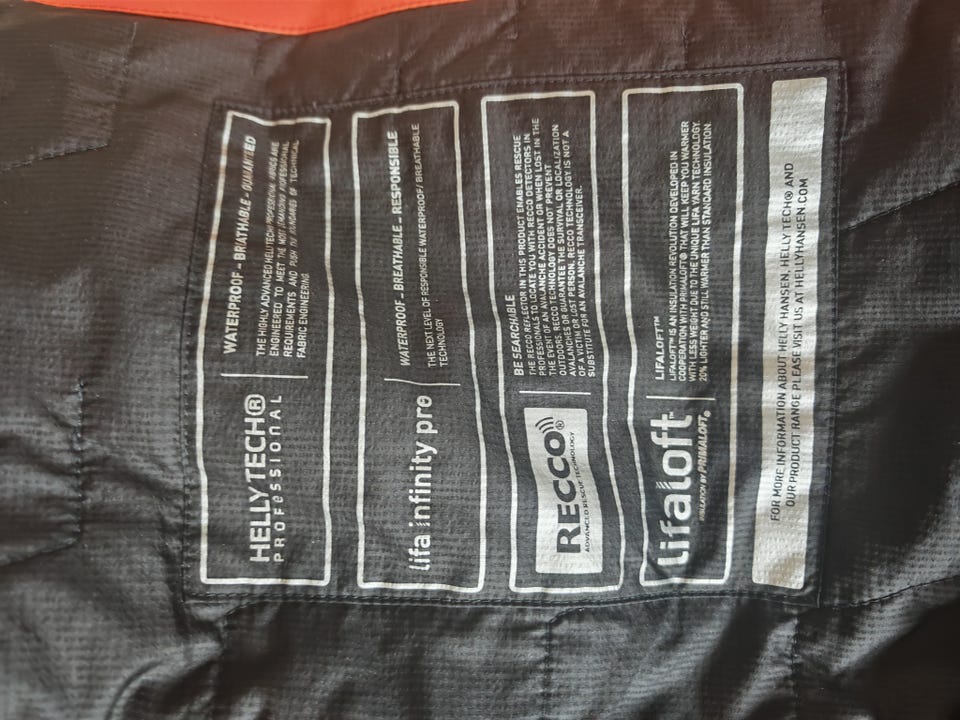 HELLYTECH®
PROFESSIONAL
WATERPROOF – BREATHABLE – GUARANTEED
THE HIGHLY ADVANCED HELLYTECH PROFESSIONAL FABRICS ARE
ENGINEERED TO MEET THE MOST DEMANDING PROFESSIONAL
REQUIREMENTS AND PUSH THE BOUNDARIES OF TECHNICAL
FABRIC ENGINEERING.
lifa infinity pro
WATERPROOF – BREATHABLE – RESPONSIBLE
THE NEXT LEVEL OF RESPONSIBLE WATERPROOF/BREATHABLE
TECHNOLOGY
RECCO®
ADVANCED RESCUE TECHNOLOGY
BE SEARCHABLE
THE RECCO REFLECTOR IN THIS PRODUCT ENABLES RESCUE
PROFESSIONALS TO LOCATE YOU WITH RECCO DETECTORS IN
THE EVENT OF AN AVALANCHE ACCIDENT OR WHEN LOST IN THE
OUTDOORS. RECCO TECHNOLOGY DOES NOT PREVENT
AVALANCHES OR GUARANTEE THE SURVIVAL OR LOCALIZATION
OF A VICTIM OR LOST PERSON. RECCO TECHNOLOGY IS NOT A
SUBSTITUTE FOR AN AVALANCHE TRANSCEIVER.
Lifaloft™
INSULATION BY PRIMALOFT®
LIFALOFT™
LIFALOFT™ IS AN INSULATION REVOLUTION DEVELOPED IN
COOPERATION WITH PRIMALOFT® THAT WILL KEEP YOU WARMER
WITH LESS WEIGHT DUE TO THE UNIQUE LIFA YARN TECHNOLOGY.
20% LIGHTER AND STILL WARMER THAN STANDARD INSULATION.
FOR MORE INFORMATION ABOUT HELLY HANSEN, HELLY TECH® AND
OUR PRODUCT RANGE PLEASE VISIT US AT HELLYHANSEN.COM